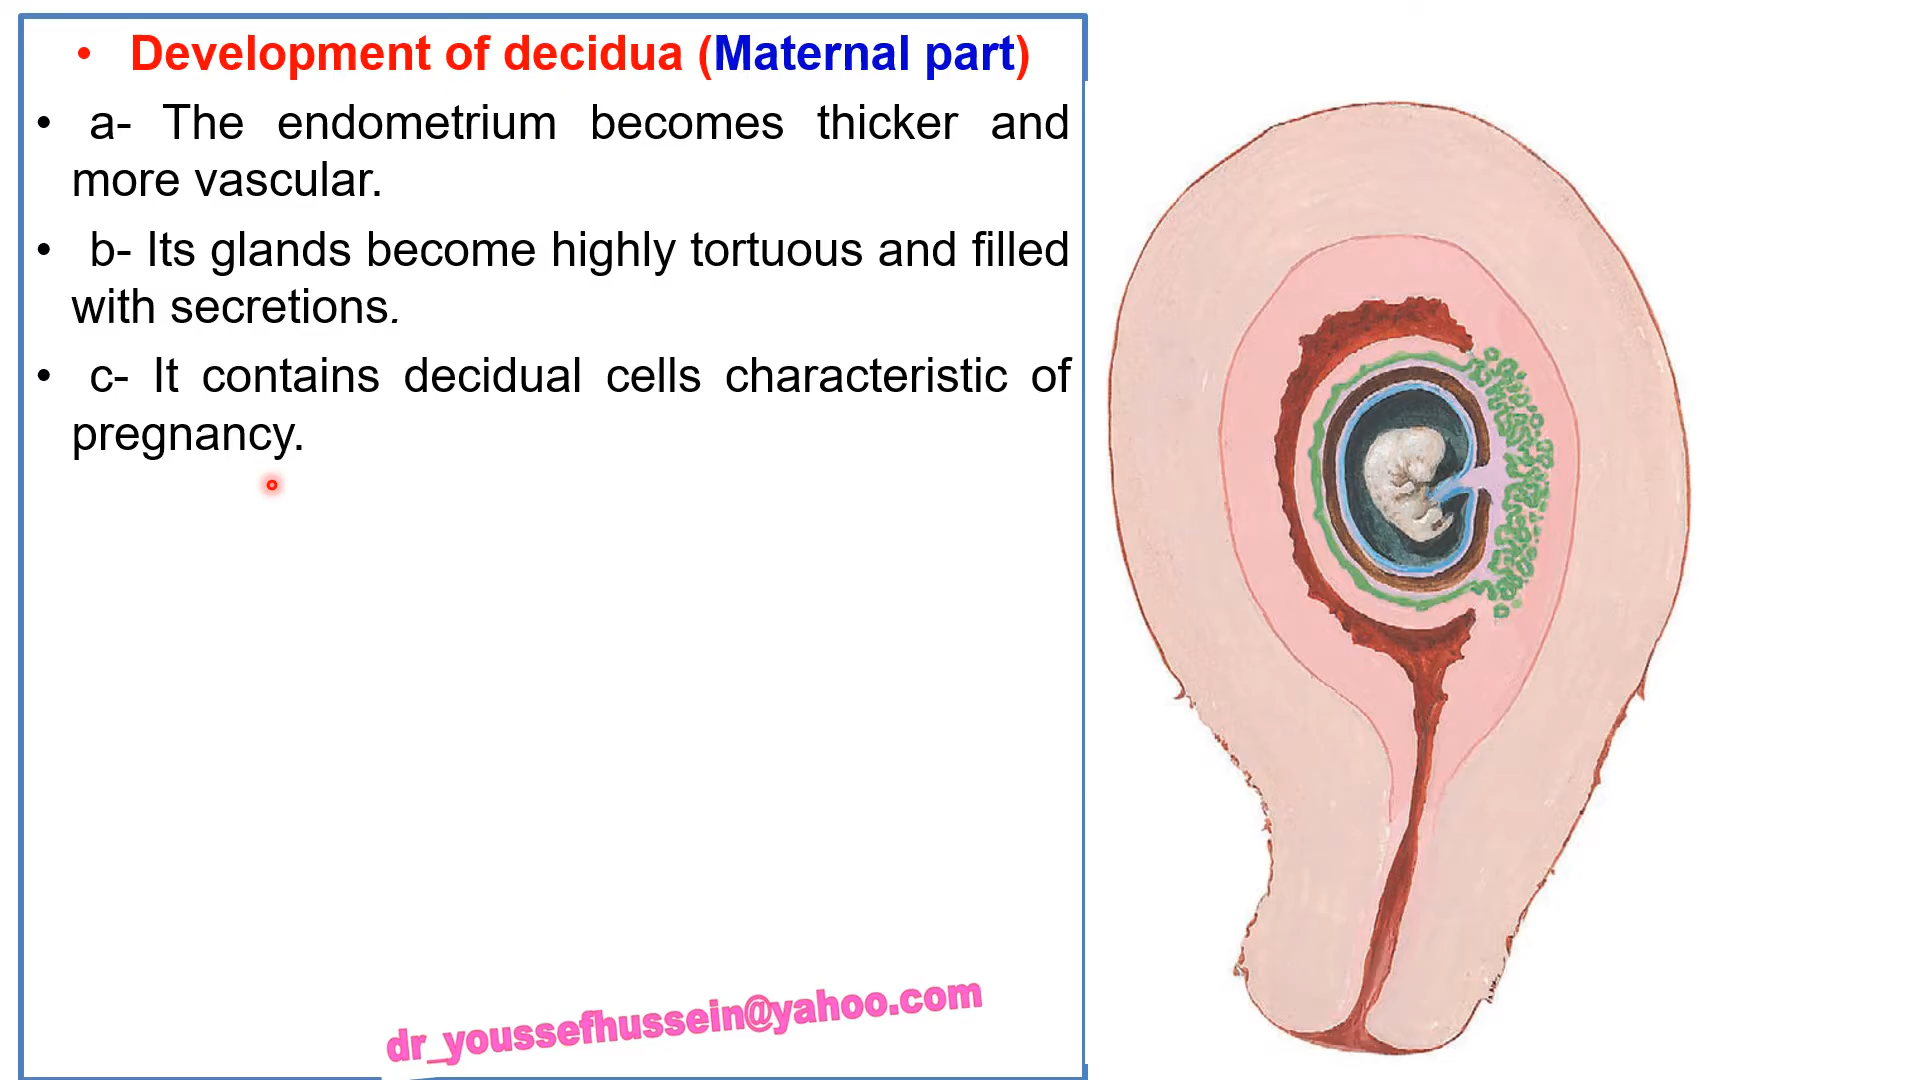 • Development of decidua (Maternal part)
• a- The endometrium becomes thicker and
more vascular.
• b- Its glands become highly tortuous and filled
with secretions.
• c- It contains decidual cells characteristic of
pregnancy.
dr_youssefhussein@yahoo.com